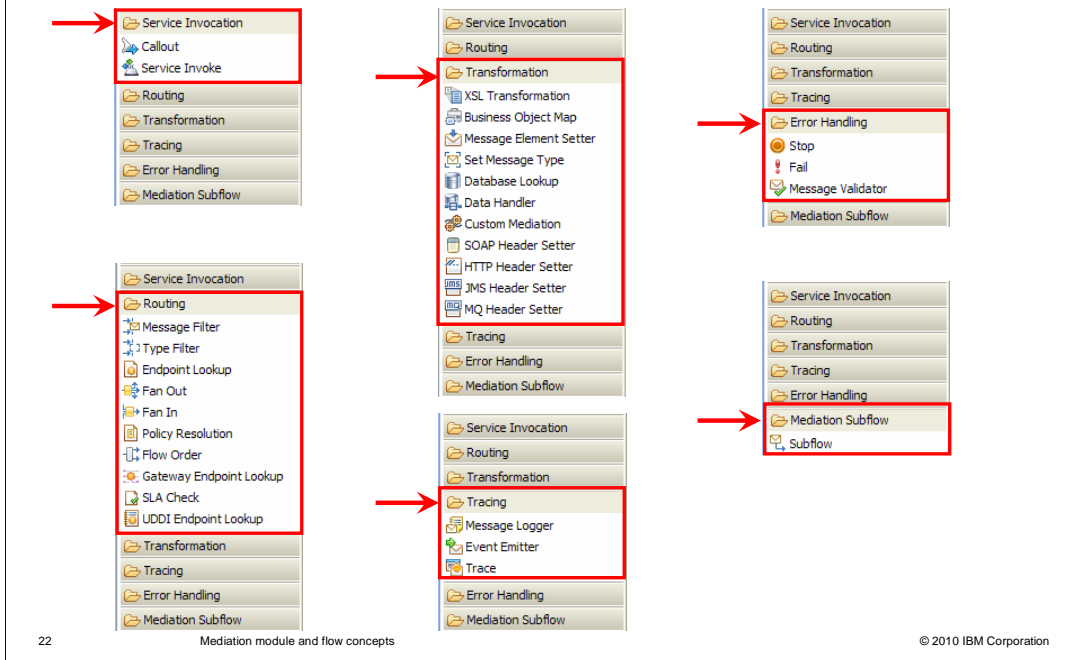 Service Invocation
Callout
Service Invoke
Routing
Transformation
Tracing
Error Handling
Mediation Subflow
Service Invocation
Routing
Message Filter
Type Filter
Endpoint Lookup
Fan Out
Fan In
Policy Resolution
Flow Order
Gateway Endpoint Lookup
SLA Check
UDDI Endpoint Lookup
Transformation
Tracing
Error Handling
Mediation Subflow
Service Invocation
Routing
Transformation
XSL Transformation
Business Object Map
Message Element Setter
Set Message Type
Database Lookup
Data Handler
Custom Mediation
SOAP Header Setter
HTTP Header Setter
JMS Header Setter
MQ Header Setter
Tracing
Error Handling
Mediation Subflow
Service Invocation
Routing
Transformation
Tracing
Message Logger
Event Emitter
Trace
Error Handling
Mediation Subflow
Service Invocation
Routing
Transformation
Tracing
Error Handling
Stop
Fail
Message Validator
Mediation Subflow
Service Invocation
Routing
Transformation
Tracing
Error Handling
Mediation Subflow
Subflow
22 Mediation module and flow concepts © 2010 IBM Corporation